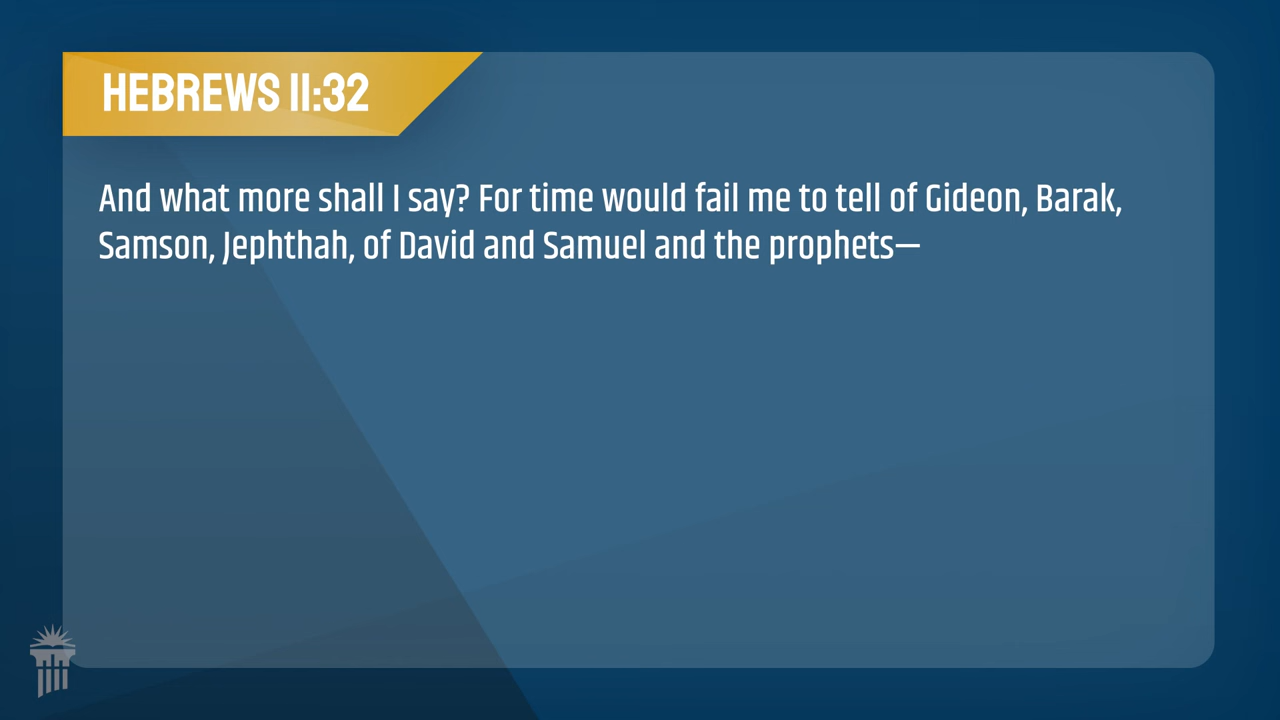 HEBREWS 11:32
And what more shall I say? For time would fail me to tell of Gideon, Barak,
Samson, Jephthah, of David and Samuel and the prophets—